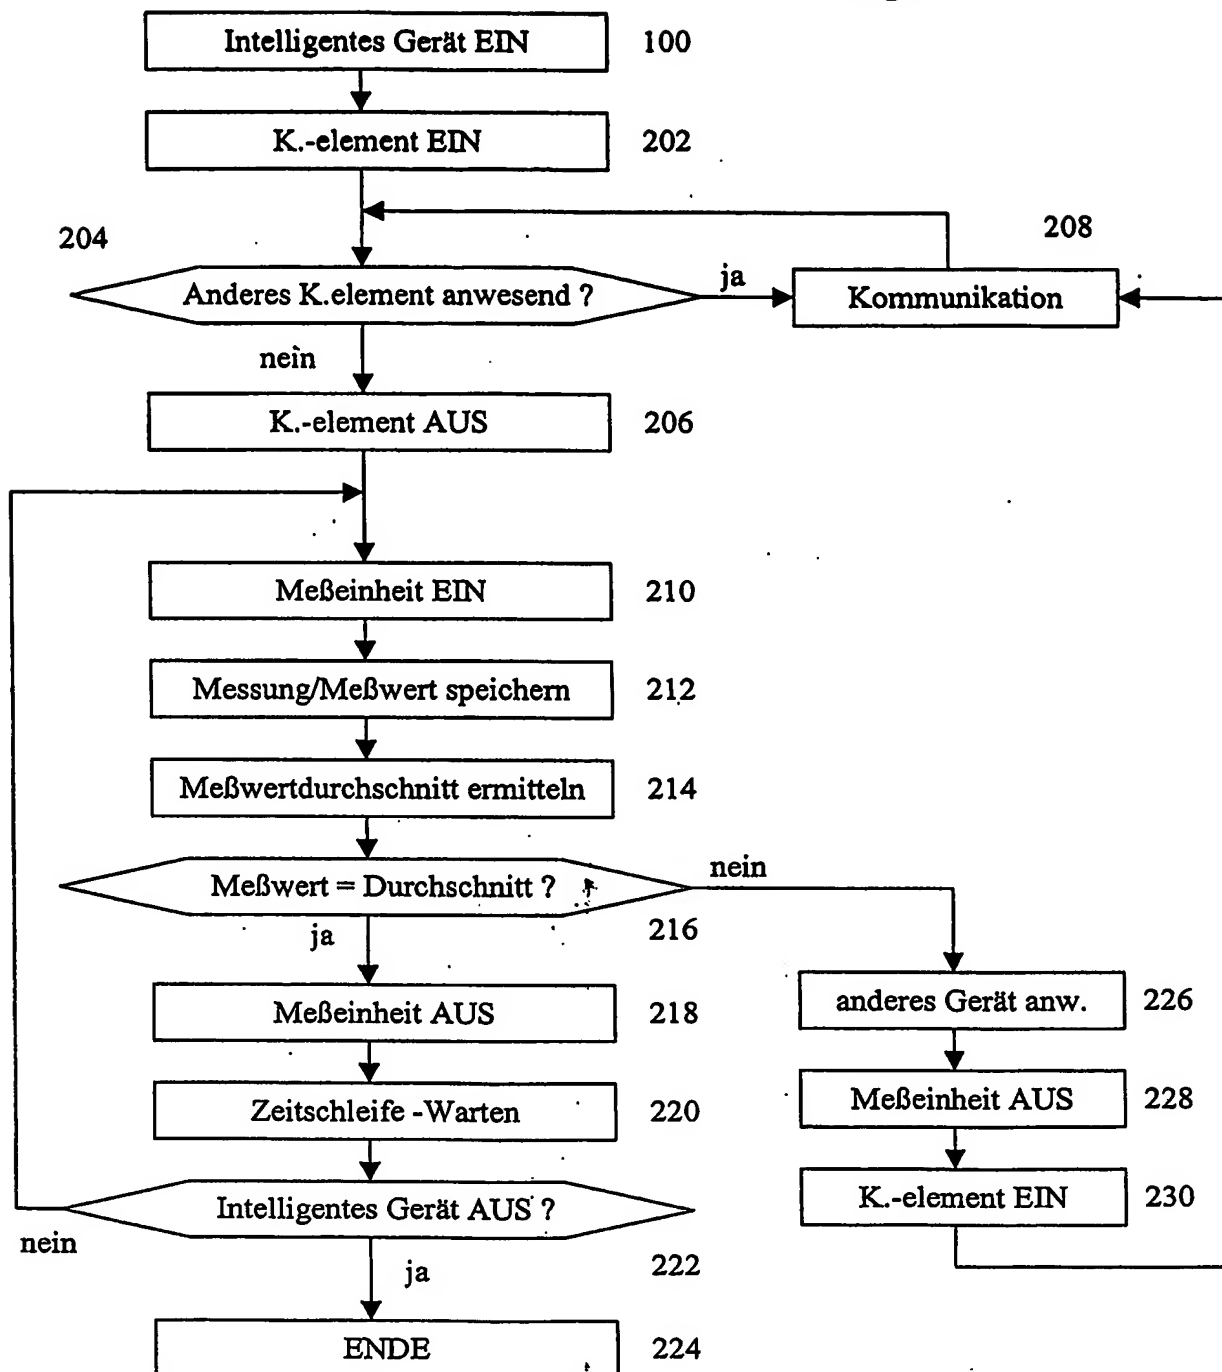 Intelligentes Gerät EIN 100
K.-element EIN 202
204
208
Anderes K.element anwesend ?
ja
Kommunikation
nein
K.-element AUS 206
Meßeinheit EIN 210
Messung/Meßwert speichern 212
Meßwertdurchschnitt ermitteln 214
Meßwert = Durchschnitt ?
nein
216
ja
anderes Gerät anw. 226
Meßeinheit AUS 218
Meßeinheit AUS 228
Zeitschleife -Warten 220
K.-element EIN 230
Intelligentes Gerät AUS ?
nein
222
ja
ENDE 224